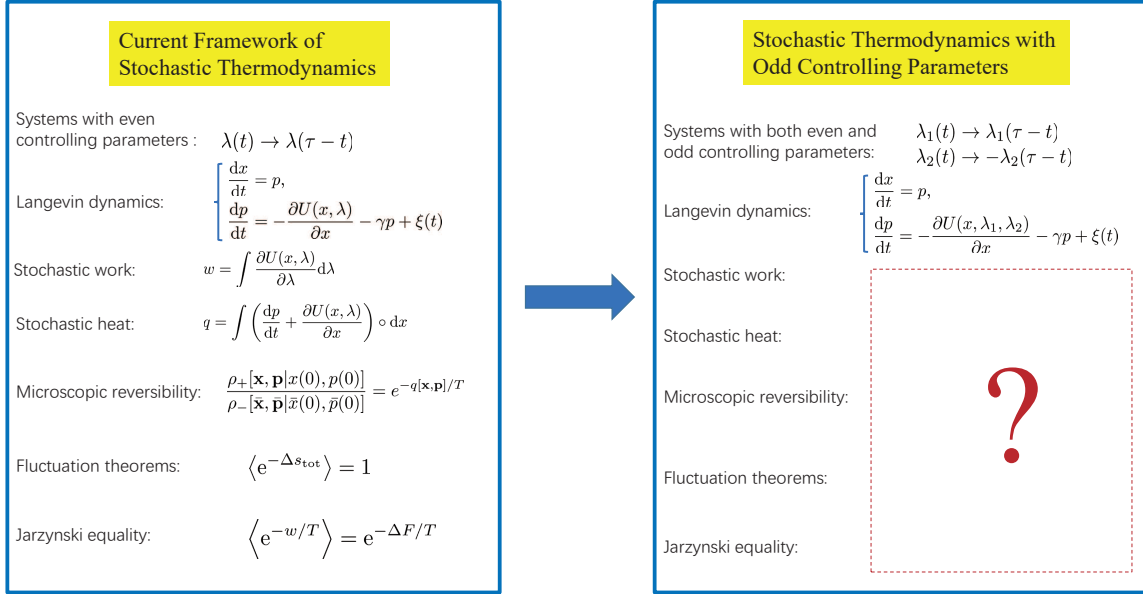 Current Framework of
Stochastic Thermodynamics
Systems with even
controlling parameters : λ(t) → λ(τ − t)
Langevin dynamics: { dx/dt = p,
dp/dt = −∂U(x, λ)/∂x − γp + ξ(t)
Stochastic work: w = ∫ ∂U(x, λ)/∂λ dλ
Stochastic heat: q = ∫ (dp/dt + ∂U(x, λ)/∂x) ∘ dx
Microscopic reversibility: ρ₊[𝐱, 𝐩|x(0), p(0)] / ρ₋[𝐱̄, 𝐩̄|x̄(0), p̄(0)] = e^{−q[𝐱,𝐩]/T}
Fluctuation theorems: ⟨e^{−Δs_tot}⟩ = 1
Jarzynski equality: ⟨e^{−w/T}⟩ = e^{−ΔF/T}
Stochastic Thermodynamics with
Odd Controlling Parameters
Systems with both even and λ₁(t) → λ₁(τ − t)
odd controlling parameters: λ₂(t) → −λ₂(τ − t)
Langevin dynamics: { dx/dt = p,
dp/dt = −∂U(x, λ₁, λ₂)/∂x − γp + ξ(t)
Stochastic work:
Stochastic heat:
Microscopic reversibility:
?
Fluctuation theorems:
Jarzynski equality: